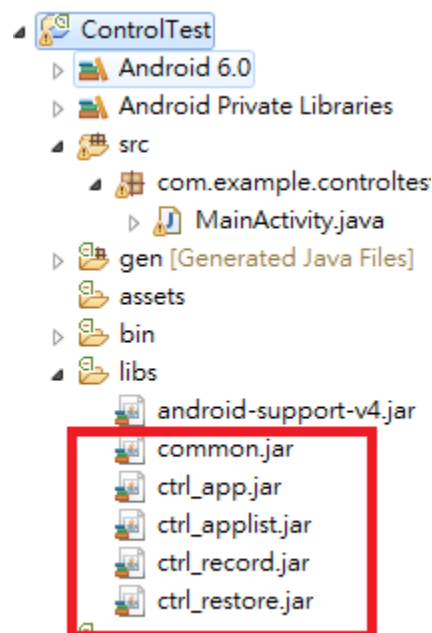 ControlTest
Android 6.0
Android Private Libraries
src
com.example.controltest
MainActivity.java
gen [Generated Java Files]
assets
bin
libs
android-support-v4.jar
common.jar
ctrl_app.jar
ctrl_applist.jar
ctrl_record.jar
ctrl_restore.jar